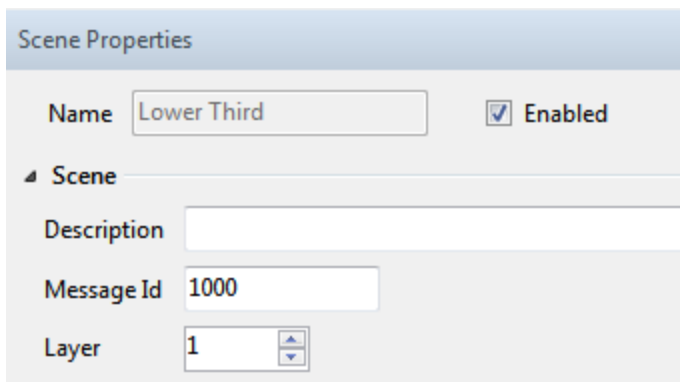 Scene Properties
Name Lower Third Enabled
Scene
Description
Message Id 1000
Layer 1